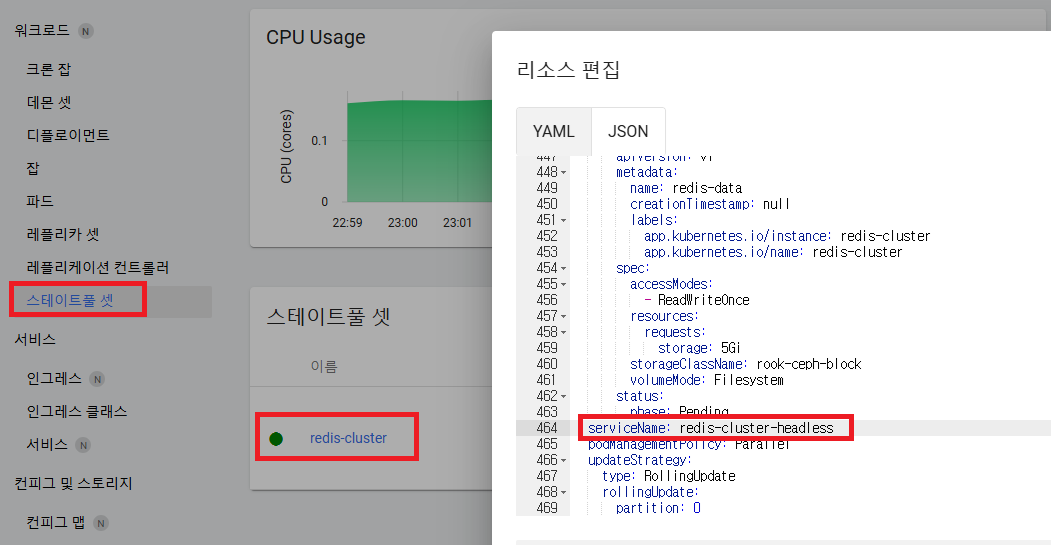 워크로드 N
크론 잡
데몬 셋
디플로이먼트
잡
파드
레플리카 셋
레플리케이션 컨트롤러
스테이트풀 셋
서비스
인그레스 N
인그레스 클래스
서비스 N
컨피그 및 스토리지
컨피그 맵 N
CPU Usage
CPU (cores)
0.1
0
22:59 23:00 23:01
스테이트풀 셋
이름
redis-cluster
리소스 편집
YAML JSON
447 apiVersion: v1
448 metadata:
449 name: redis-data
450 creationTimestamp: null
451 labels:
452 app.kubernetes.io/instance: redis-cluster
453 app.kubernetes.io/name: redis-cluster
454 spec:
455 accessModes:
456 - ReadWriteOnce
457 resources:
458 requests:
459 storage: 5Gi
460 storageClassName: rook-ceph-block
461 volumeMode: Filesystem
462 status:
463 phase: Pending
464 serviceName: redis-cluster-headless
465 podManagementPolicy: Parallel
466 updateStrategy:
467 type: RollingUpdate
468 rollingUpdate:
469 partition: 0